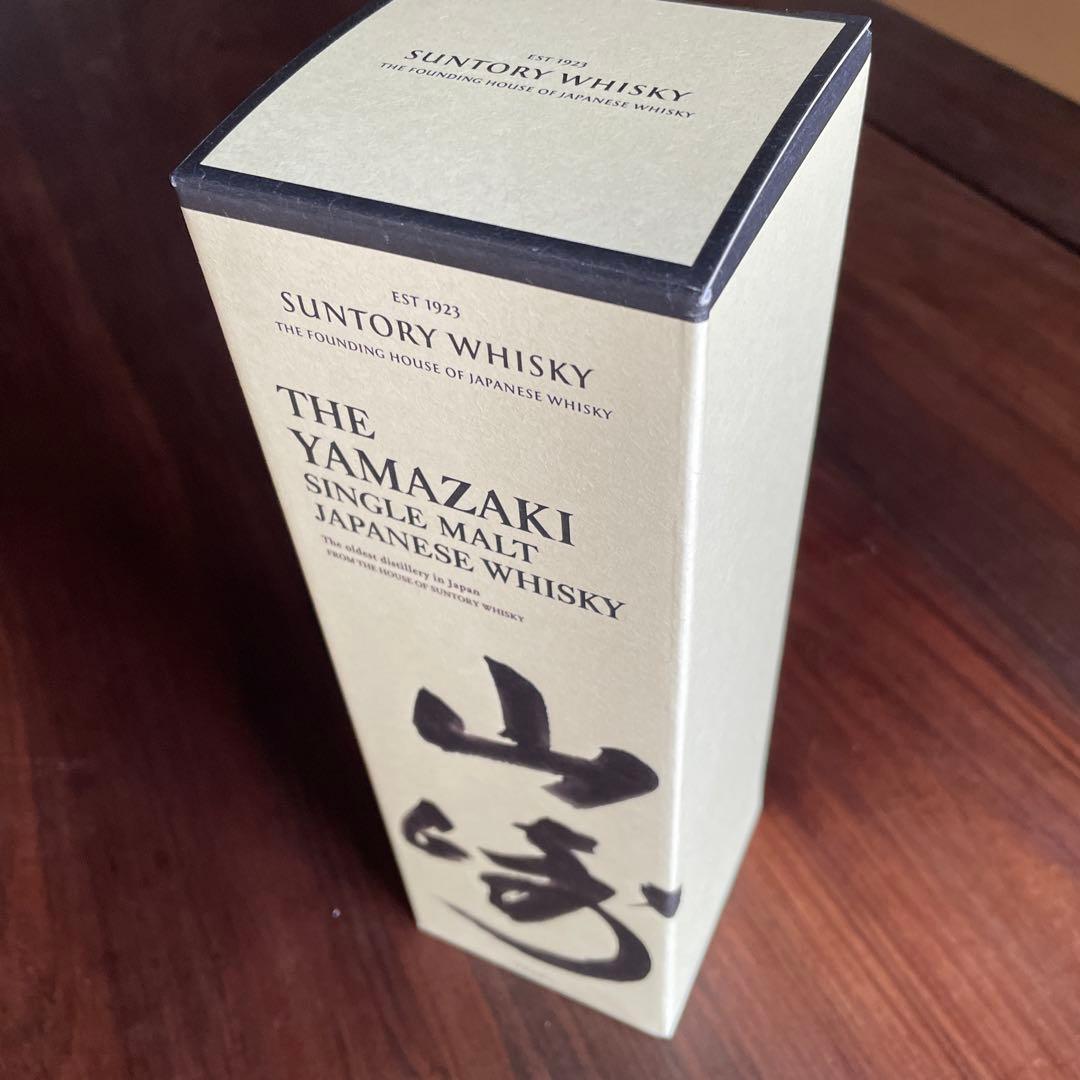 EST 1923
SUNTORY WHISKY
THE FOUNDING HOUSE OF JAPANESE WHISKY
EST 1923
SUNTORY WHISKY
THE FOUNDING HOUSE OF JAPANESE WHISKY
THE
YAMAZAKI
SINGLE MALT
JAPANESE WHISKY
The oldest distillery in Japan
FROM THE HOUSE OF SUNTORY WHISKY
山
崎